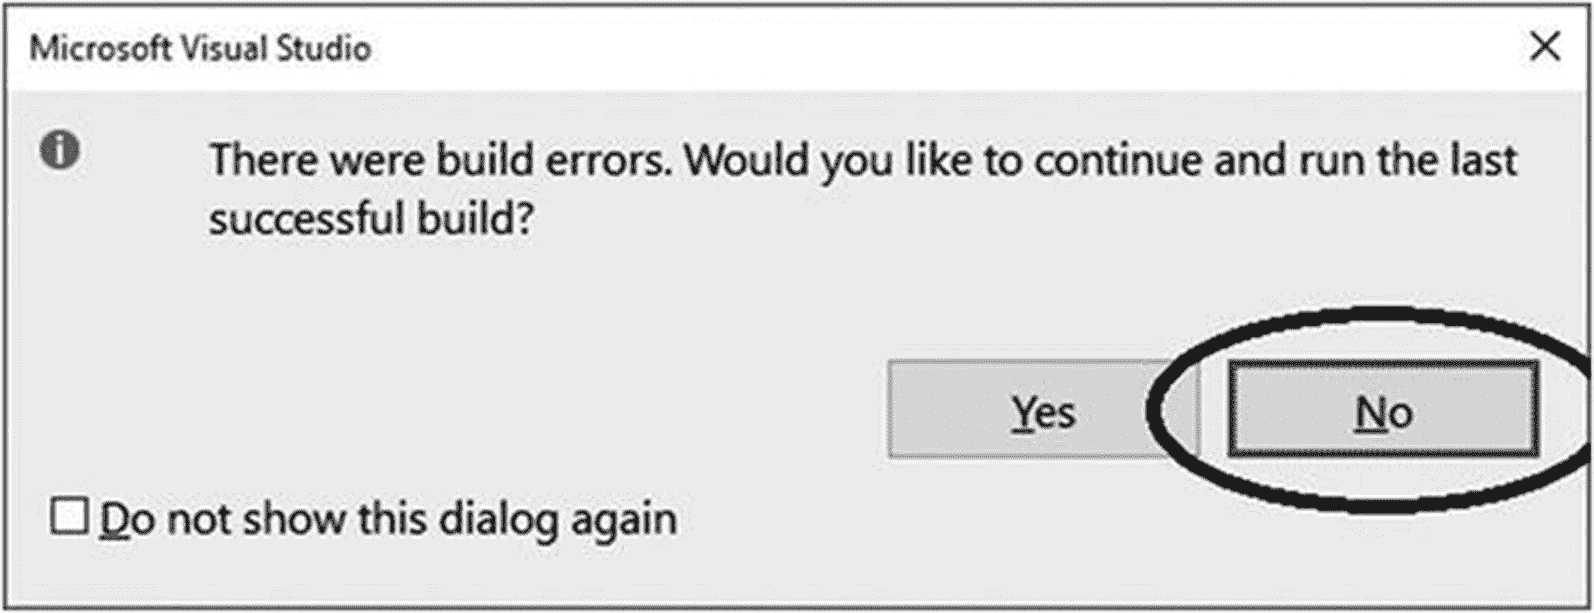 Microsoft Visual Studio
There were build errors. Would you like to continue and run the last
successful build?
Yes
No
Do not show this dialog again